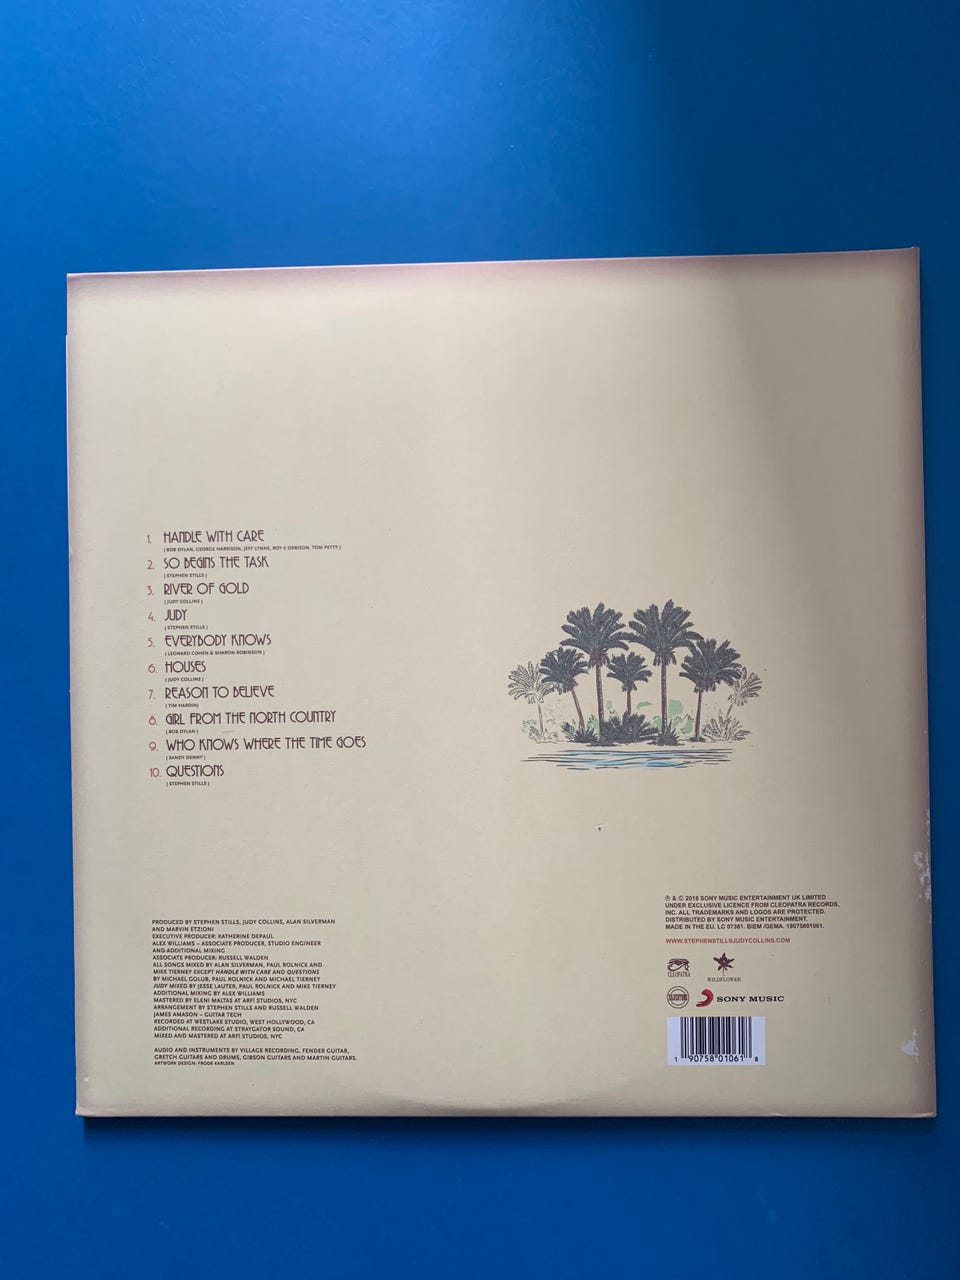 1. HANDLE WITH CARE
( BOB DYLAN, GEORGE HARRISON, JEFF LYNNE, ROY K ORBISON, TOM PETTY )
2. SO BEGINS THE TASK
( STEPHEN STILLS )
3. RIVER OF GOLD
( JUDY COLLINS )
4. JUDY
( STEPHEN STILLS )
5. EVERYBODY KNOWS
( LEONARD COHEN & SHARON ROBINSON )
6. HOUSES
( JUDY COLLINS )
7. REASON TO BELIEVE
( TIM HARDIN)
8. GIRL FROM THE NORTH COUNTRY
( BOB DYLAN )
9. WHO KNOWS WHERE THE TIME GOES
( SANDY DENNY )
10. QUESTIONS
( STEPHEN STILLS )
PRODUCED BY STEPHEN STILLS, JUDY COLLINS, ALAN SILVERMAN
AND MARVIN ETZIONI
EXECUTIVE PRODUCER: KATHERINE DEPAUL
ALEX WILLIAMS – ASSOCIATE PRODUCER, STUDIO ENGINEER
AND ADDITIONAL MIXING
ASSOCIATE PRODUCER: RUSSELL WALDEN
ALL SONGS MIXED BY ALAN SILVERMAN, PAUL ROLNICK AND
MIKE TIERNEY EXCEPT HANDLE WITH CARE AND QUESTIONS
BY MICHAEL GOLUB, PAUL ROLNICK AND MICHAEL TIERNEY
JUDY MIXED BY JESSE LAUTER, PAUL ROLNICK AND MIKE TIERNEY
ADDITIONAL MIXING BY ALEX WILLIAMS
MASTERED BY ELENI MALTAS AT ARF! STUDIOS, NYC
ARRANGEMENT BY STEPHEN STILLS AND RUSSELL WALDEN
JAMES AMASON – GUITAR TECH
RECORDED AT WESTLAKE STUDIO, WEST HOLLYWOOD, CA
ADDITIONAL RECORDING AT STRAYGATOR SOUND, CA
MIXED AND MASTERED AT ARF! STUDIOS, NYC
AUDIO AND INSTRUMENTS BY VILLAGE RECORDING, FENDER GUITAR,
GRETCH GUITARS AND DRUMS, GIBSON GUITARS AND MARTIN GUITARS.
ARTWORK DESIGN: FRODE KARLSEN
℗ & © 2018 SONY MUSIC ENTERTAINMENT UK LIMITED
UNDER EXCLUSIVE LICENCE FROM CLEOPATRA RECORDS,
INC. ALL TRADEMARKS AND LOGOS ARE PROTECTED.
DISTRIBUTED BY SONY MUSIC ENTERTAINMENT.
MADE IN THE EU. LC 07381. BIEM /GEMA. 19075801061.
WWW.STEPHENSTILLSJUDYCOLLINS.COM
CLEOPATRA
WILDFLOWER
SONY MUSIC
1 90758 01061 8